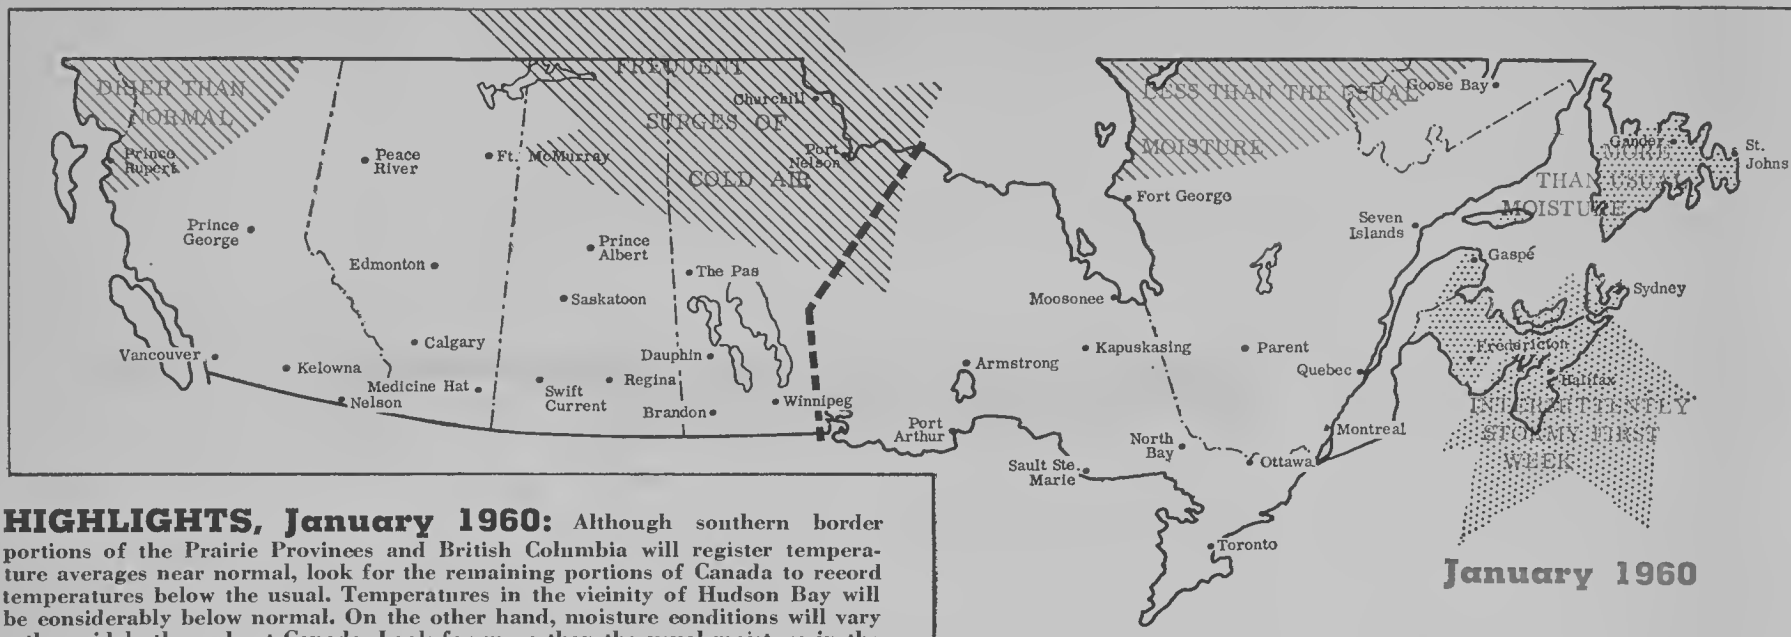 DRIER THAN
NORMAL
Prince
Rupert
Peace
River
Ft. McMurray
FREQUENT
SURGES OF
COLD AIR
Churchill
Port
Nelson
LESS THAN THE USUAL
MOISTURE
Goose Bay
Fort George
Gander
St.
Johns
MORE
THAN USUAL
MOISTURE
Prince
George
Edmonton
Prince
Albert
The Pas
Saskatoon
Seven
Islands
Gaspé
Sydney
Moosonee
Vancouver
Kelowna
Calgary
Medicine Hat
Nelson
Swift
Current
Regina
Dauphin
Brandon
Winnipeg
Armstrong
Kapuskasing
Parent
Quebec
Fredericton
Halifax
INTERMITTENTLY
STORMY FIRST
WEEK
Port
Arthur
Sault Ste.
Marie
North
Bay
Ottawa
Montreal
Toronto
January 1960
HIGHLIGHTS, January 1960: Although southern border
portions of the Prairie Provinces and British Columbia will register tempera-
ture averages near normal, look for the remaining portions of Canada to record
temperatures below the usual. Temperatures in the vicinity of Hudson Bay will
be considerably below normal. On the other hand, moisture conditions will vary